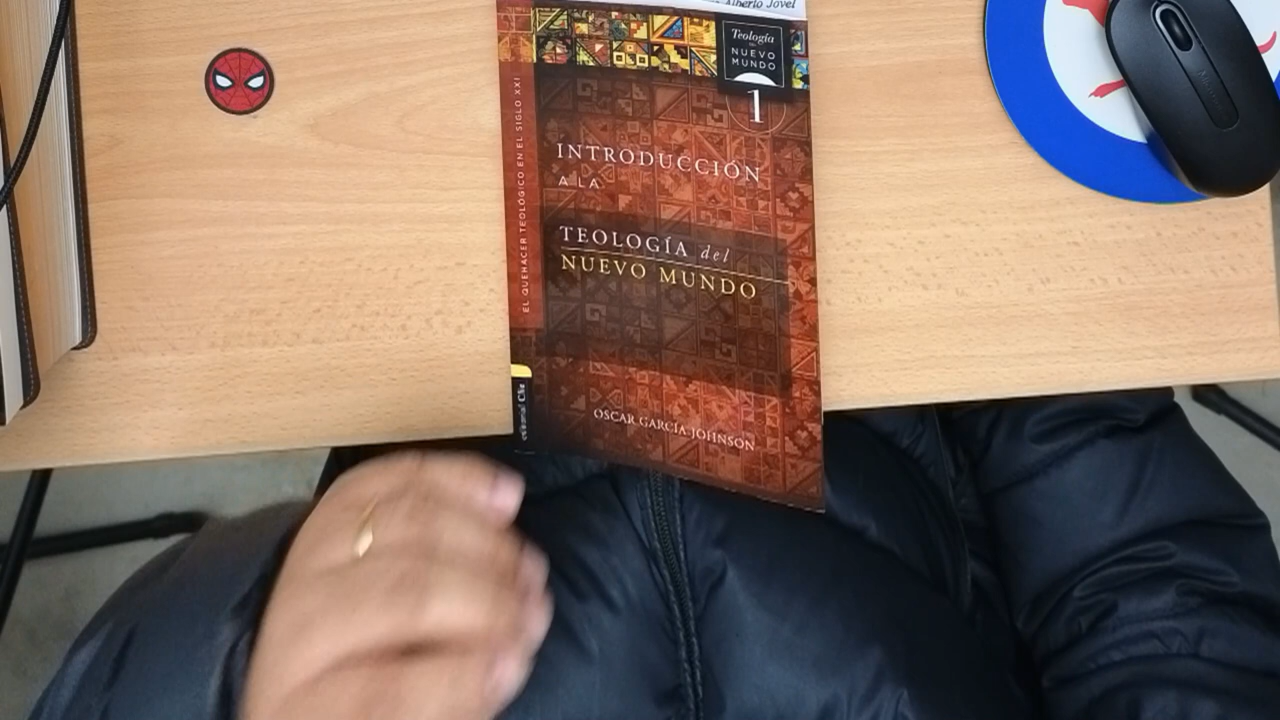 Alberto Jovel
Teología
DEL
NUEVO
MUNDO
1
INTRODUCCIÓN
A LA
TEOLOGÍA del
NUEVO MUNDO
OSCAR GARCÍA JOHNSON
EL QUEHACER TEOLÓGICO EN EL SIGLO XXI
editorial Clie